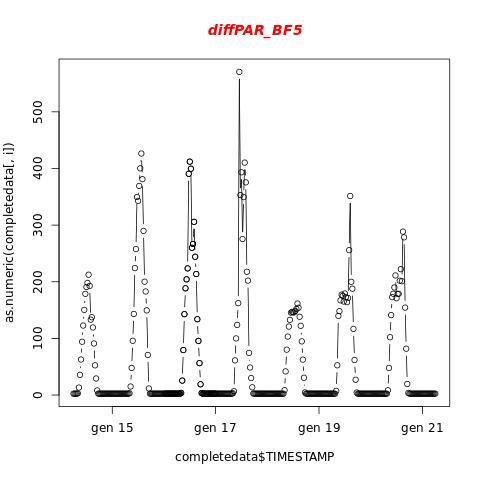 diffPAR_BF5
as.numeric(completedata[, i])
500
400
300
200
100
0
gen 15
gen 17
gen 19
gen 21
completedata$TIMESTAMP